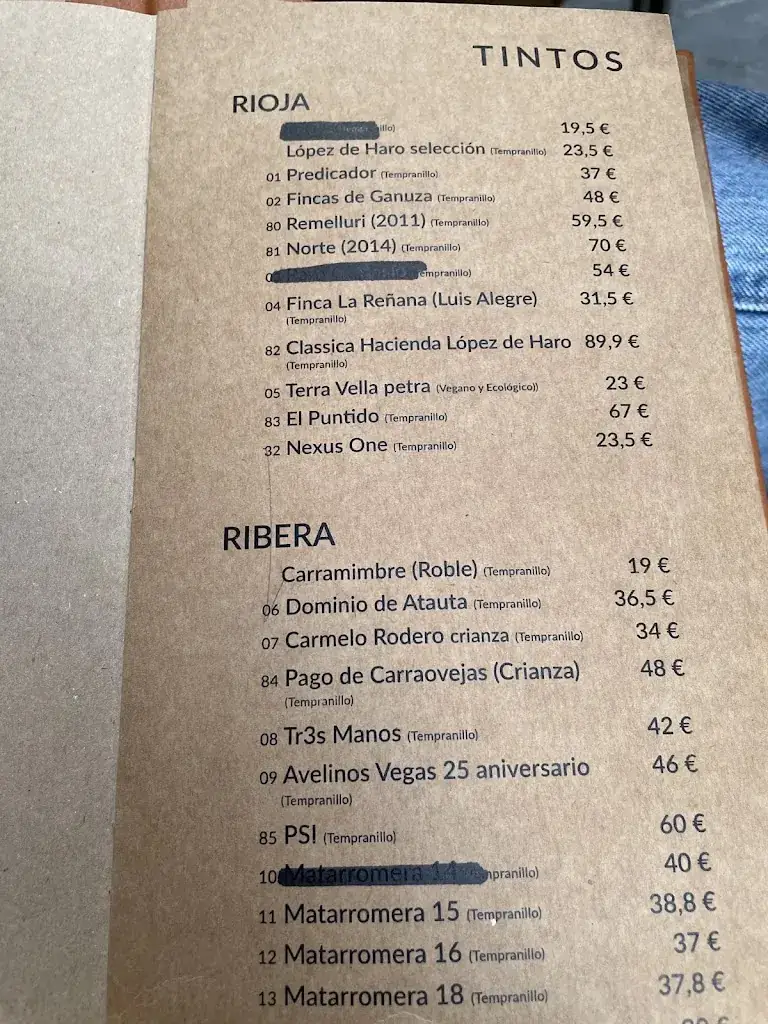 TINTOS
RIOJA
illo) 19,5 €
López de Haro selección (Tempranillo) 23,5 €
01 Predicador (Tempranillo) 37 €
02 Fincas de Ganuza (Tempranillo) 48 €
80 Remelluri (2011) (Tempranillo) 59,5 €
81 Norte (2014) (Tempranillo) 70 €
empranillo) 54 €
04 Finca La Reñana (Luis Alegre) 31,5 €
(Tempranillo)
82 Classica Hacienda López de Haro 89,9 €
(Tempranillo)
05 Terra Vella petra (Vegano y Ecológico)) 23 €
83 El Puntido (Tempranillo) 67 €
32 Nexus One (Tempranillo) 23,5 €
RIBERA
Carramimbre (Roble) (Tempranillo) 19 €
06 Dominio de Atauta (Tempranillo) 36,5 €
07 Carmelo Rodero crianza (Tempranillo) 34 €
84 Pago de Carraovejas (Crianza) 48 €
(Tempranillo)
08 Tr3s Manos (Tempranillo) 42 €
09 Avelinos Vegas 25 aniversario 46 €
(Tempranillo)
85 PSI (Tempranillo) 60 €
10 Matarromera 14 mpranillo) 40 €
11 Matarromera 15 (Tempranillo) 38,8 €
12 Matarromera 16 (Tempranillo) 37 €
13 Matarromera 18 (Tempranillo) 37,8 €